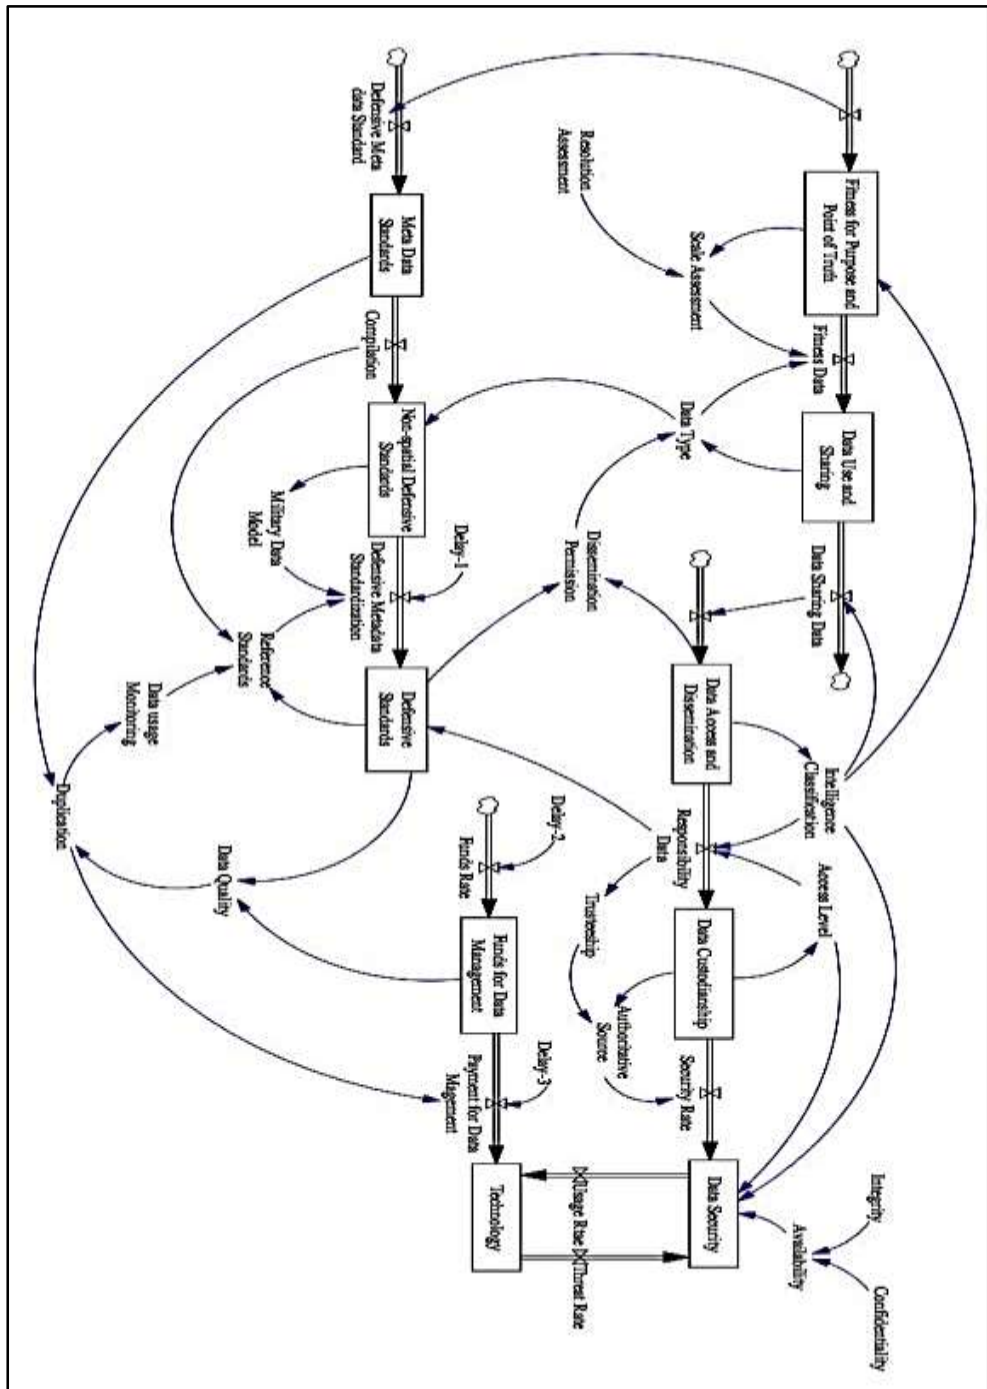 Integrity
Confidentiality
Fitness for Purpose and
Point of Truth
Fitness Data
Data Use and
Sharing
Data Sharing Data
Intelligence
Classification
Access Level
Availability
Resolution
Assessment
Scale Assessment
Data Type
Data Access and
Dissemination
Responsibility
Data
Data Custodianship
Security Rate
Data Security
Dissemination
Permission
Trusteeship
Authoritative
Source
Usage Rise
Threat Rate
Delay-1
Delay-2
Delay-3
Funds Rate
Funds for Data
Management
Payment for Data
Magement
Technology
Defensive Meta
data Standard
Meta Data
Standards
Compilation
Non-spatial Defensive
Standards
Defensive Metadata
Standardization
Defensive
Standards
Military Data
Model
Reference
Standards
Data Quality
Data usage
Monitoring
Duplication